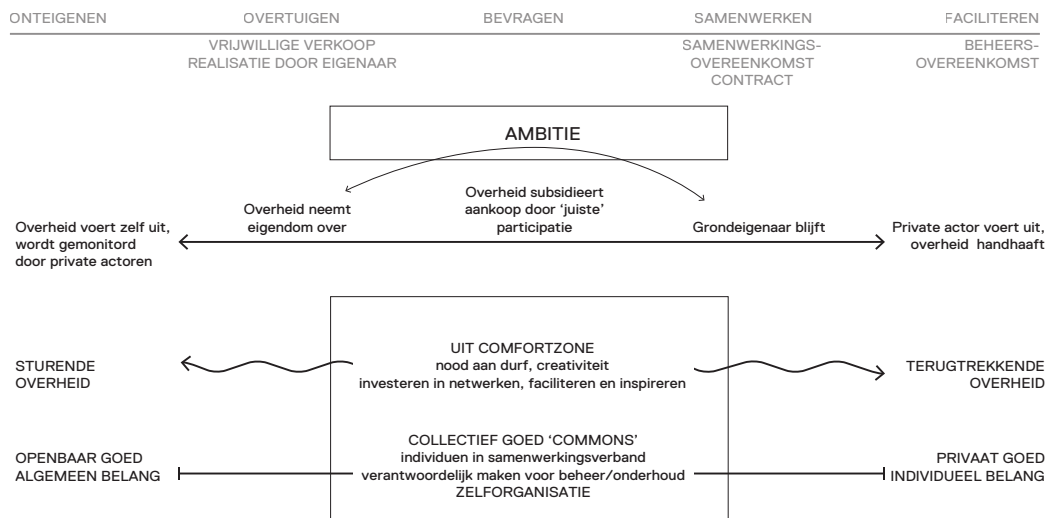 ONTEIGENEN
OVERTUIGEN
BEVRAGEN
SAMENWERKEN
FACILITEREN
VRIJWILLIGE VERKOOP
REALISATIE DOOR EIGENAAR
SAMENWERKINGS-
OVEREENKOMST
CONTRACT
BEHEERS-
OVEREENKOMST
AMBITIE
Overheid voert zelf uit,
wordt gemonitord
door private actoren
Overheid neemt
eigendom over
Overheid subsidieert
aankoop door ‘juiste’
participatie
Grondeigenaar blijft
Private actor voert uit,
overheid handhaaft
STURENDE
OVERHEID
UIT COMFORTZONE
nood aan durf, creativiteit
investeren in netwerken, faciliteren en inspireren
TERUGTREKKENDE
OVERHEID
OPENBAAR GOED
ALGEMEEN BELANG
COLLECTIEF GOED ‘COMMONS’
individuen in samenwerkingsverband
verantwoordelijk maken voor beheer/onderhoud
ZELFORGANISATIE
PRIVAAT GOED
INDIVIDUEEL BELANG